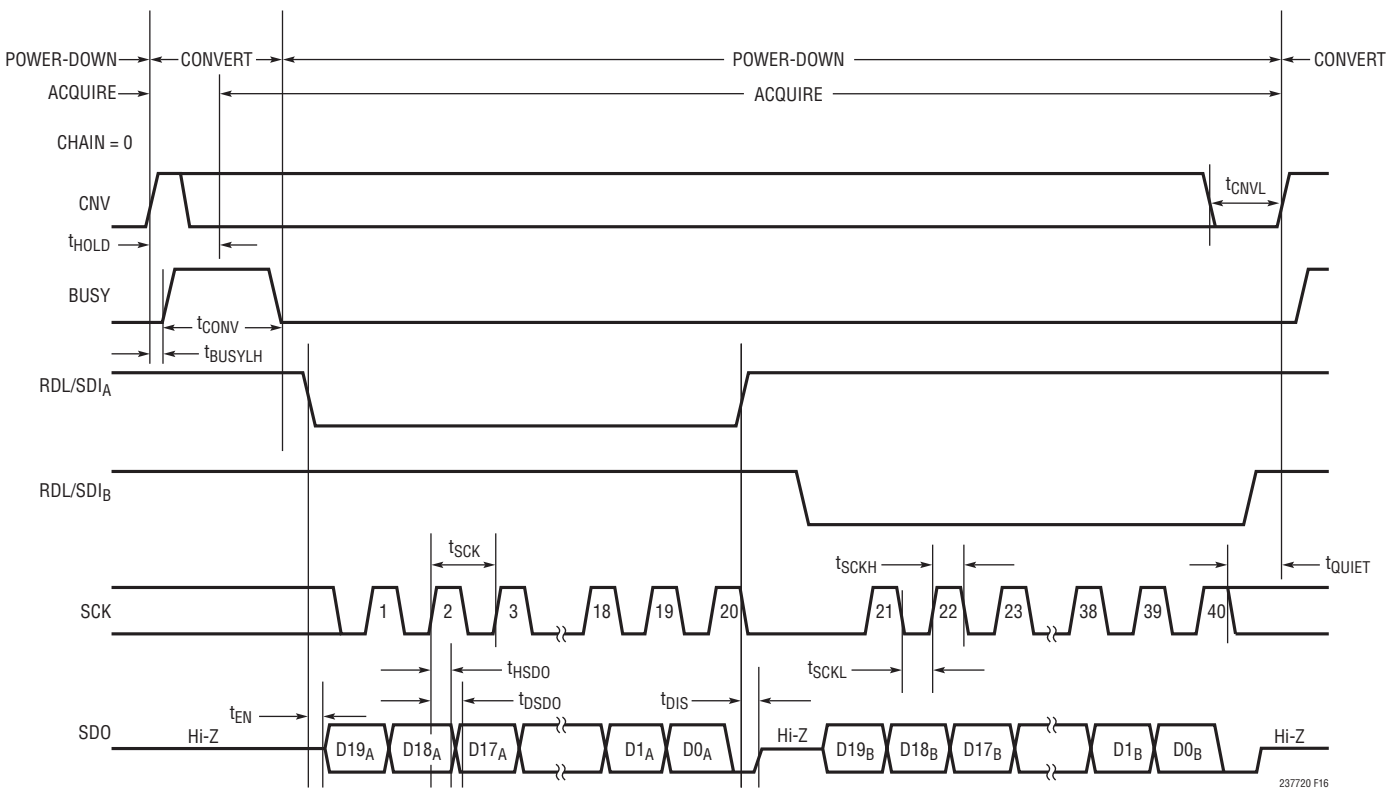 POWER-DOWN CONVERT POWER-DOWN CONVERT
ACQUIRE ACQUIRE
CHAIN = 0
CNV tCNVL
tHOLD
BUSY
tCONV
tBUSYLH
RDL/SDIA
RDL/SDIB
tSCK tSCKH tQUIET
SCK 1 2 3 18 19 20 21 22 23 38 39 40
tHSDO tSCKL
tEN tDSDO tDIS
SDO Hi-Z D19A D18A D17A D1A D0A Hi-Z D19B D18B D17B D1B D0B Hi-Z
237720 F16